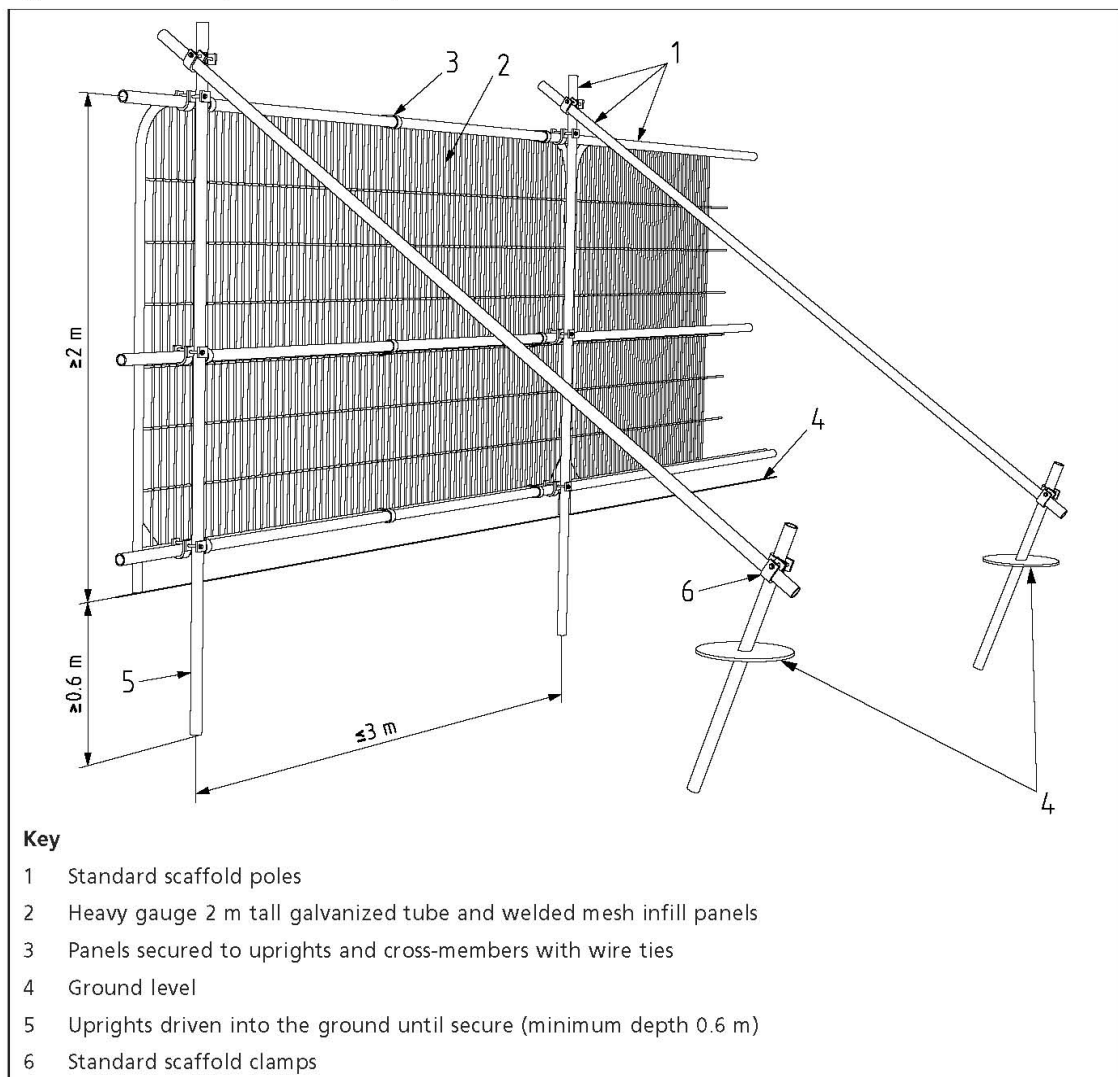 1
3
2
≥2 m
4
6
5
≥0.6 m
≤3 m
4
Key
1 Standard scaffold poles
2 Heavy gauge 2 m tall galvanized tube and welded mesh infill panels
3 Panels secured to uprights and cross-members with wire ties
4 Ground level
5 Uprights driven into the ground until secure (minimum depth 0.6 m)
6 Standard scaffold clamps